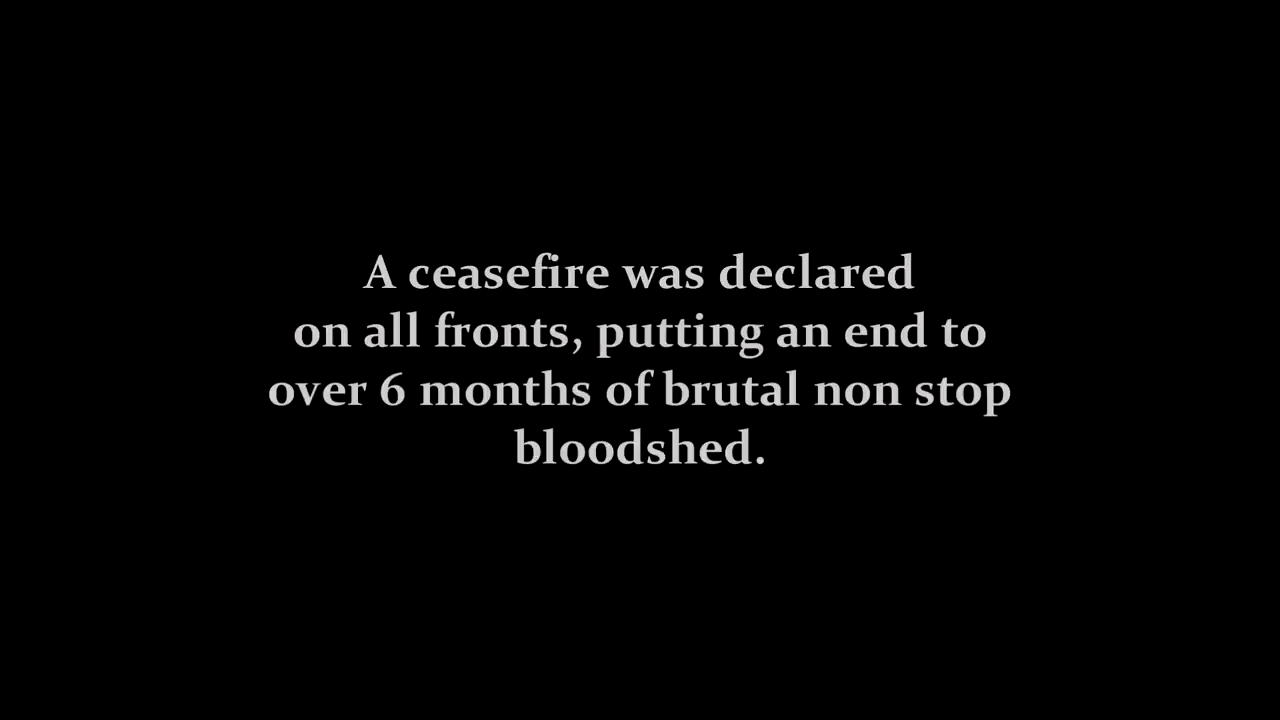 A ceasefire was declared
on all fronts, putting an end to
over 6 months of brutal non stop
bloodshed.